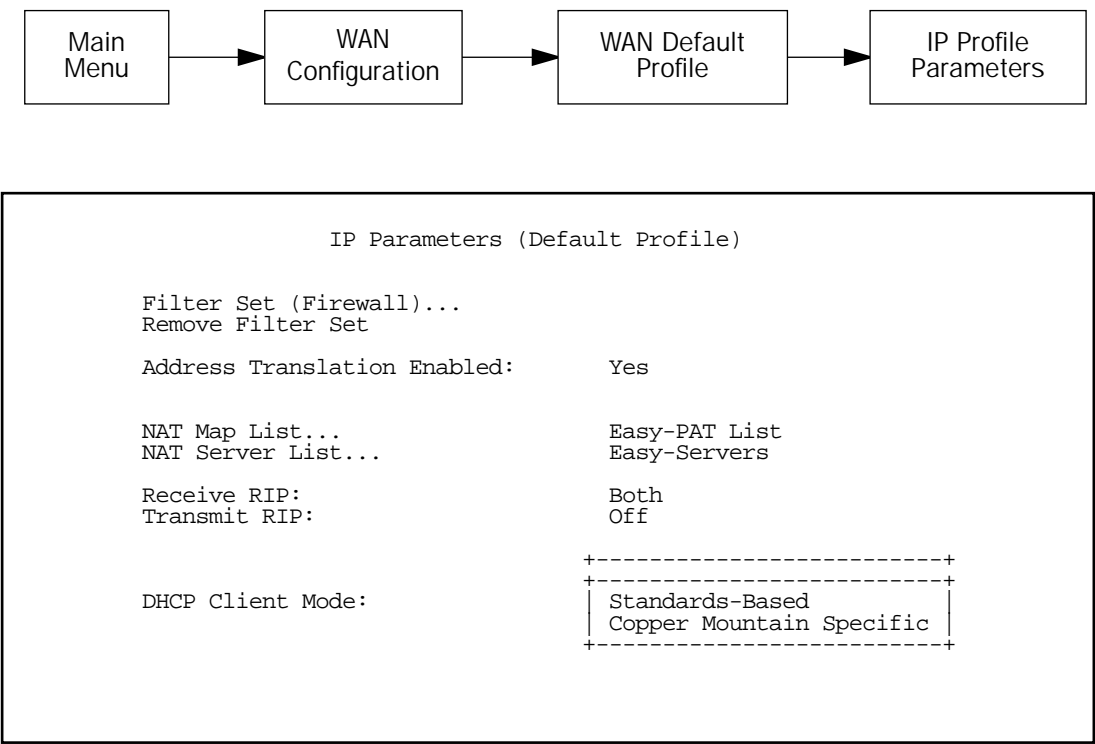 Main Menu
WAN Configuration
WAN Default Profile
IP Profile Parameters
IP Parameters (Default Profile)
Filter Set (Firewall)...
Remove Filter Set
Address Translation Enabled: Yes
NAT Map List... Easy-PAT List
NAT Server List... Easy-Servers
Receive RIP: Both
Transmit RIP: Off
+--------------------------+
+--------------------------+
DHCP Client Mode: | Standards-Based |
| Copper Mountain Specific |
+--------------------------+